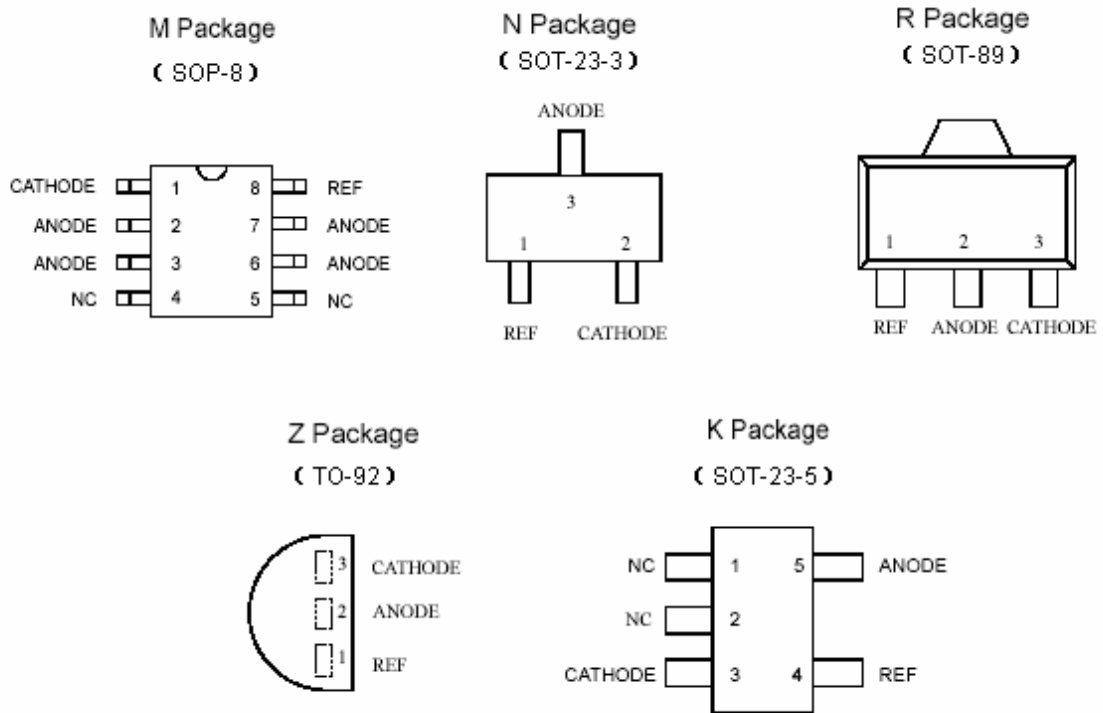 M Package
( SOP-8 )
CATHODE 1 8 REF
ANODE 2 7 ANODE
ANODE 3 6 ANODE
NC 4 5 NC
N Package
( SOT-23-3 )
ANODE
3
1 2
REF CATHODE
R Package
( SOT-89 )
1 2 3
REF ANODE CATHODE
Z Package
( TO-92 )
3 CATHODE
2 ANODE
1 REF
K Package
( SOT-23-5 )
NC 1 5 ANODE
NC 2
CATHODE 3 4 REF